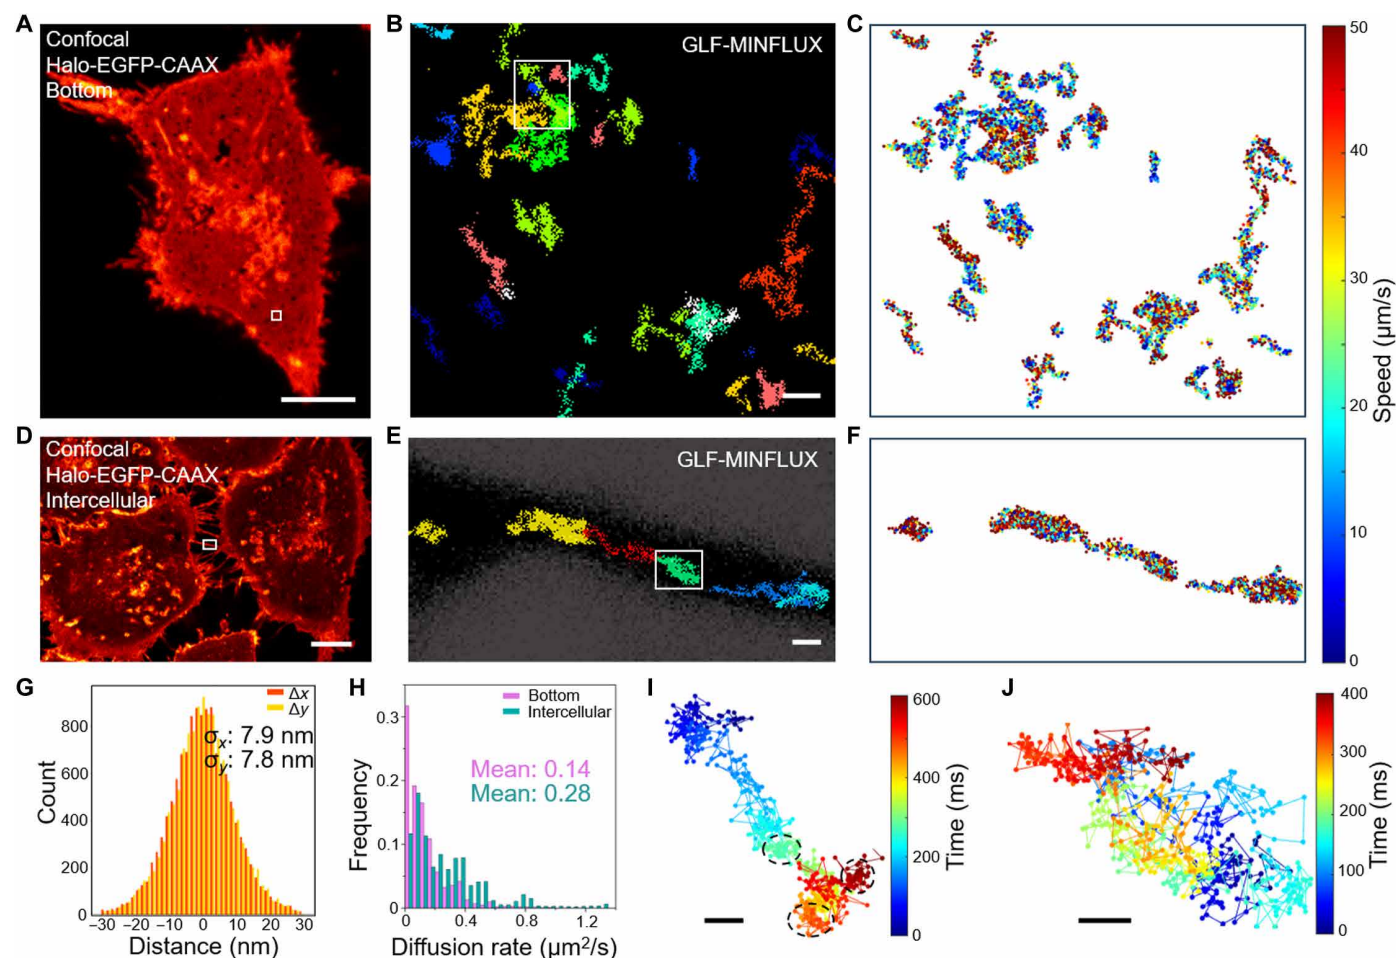 A
Confocal
Halo-EGFP-CAAX
Bottom
B
GLF-MINFLUX
C
50
40
30
20
10
0
Speed (µm/s)
D
Confocal
Halo-EGFP-CAAX
Intercellular
E
GLF-MINFLUX
F
G
Δx
Δy
σx: 7.9 nm
σy: 7.8 nm
800
600
400
200
0
Count
−30 −20 −10 0 10 20 30
Distance (nm)
H
Bottom
Intercellular
Mean: 0.14
Mean: 0.28
0.3
0.2
0.1
0
Frequency
0 0.4 0.8 1.2
Diffusion rate (µm²/s)
I
600
400
200
0
Time (ms)
J
400
300
200
100
0
Time (ms)